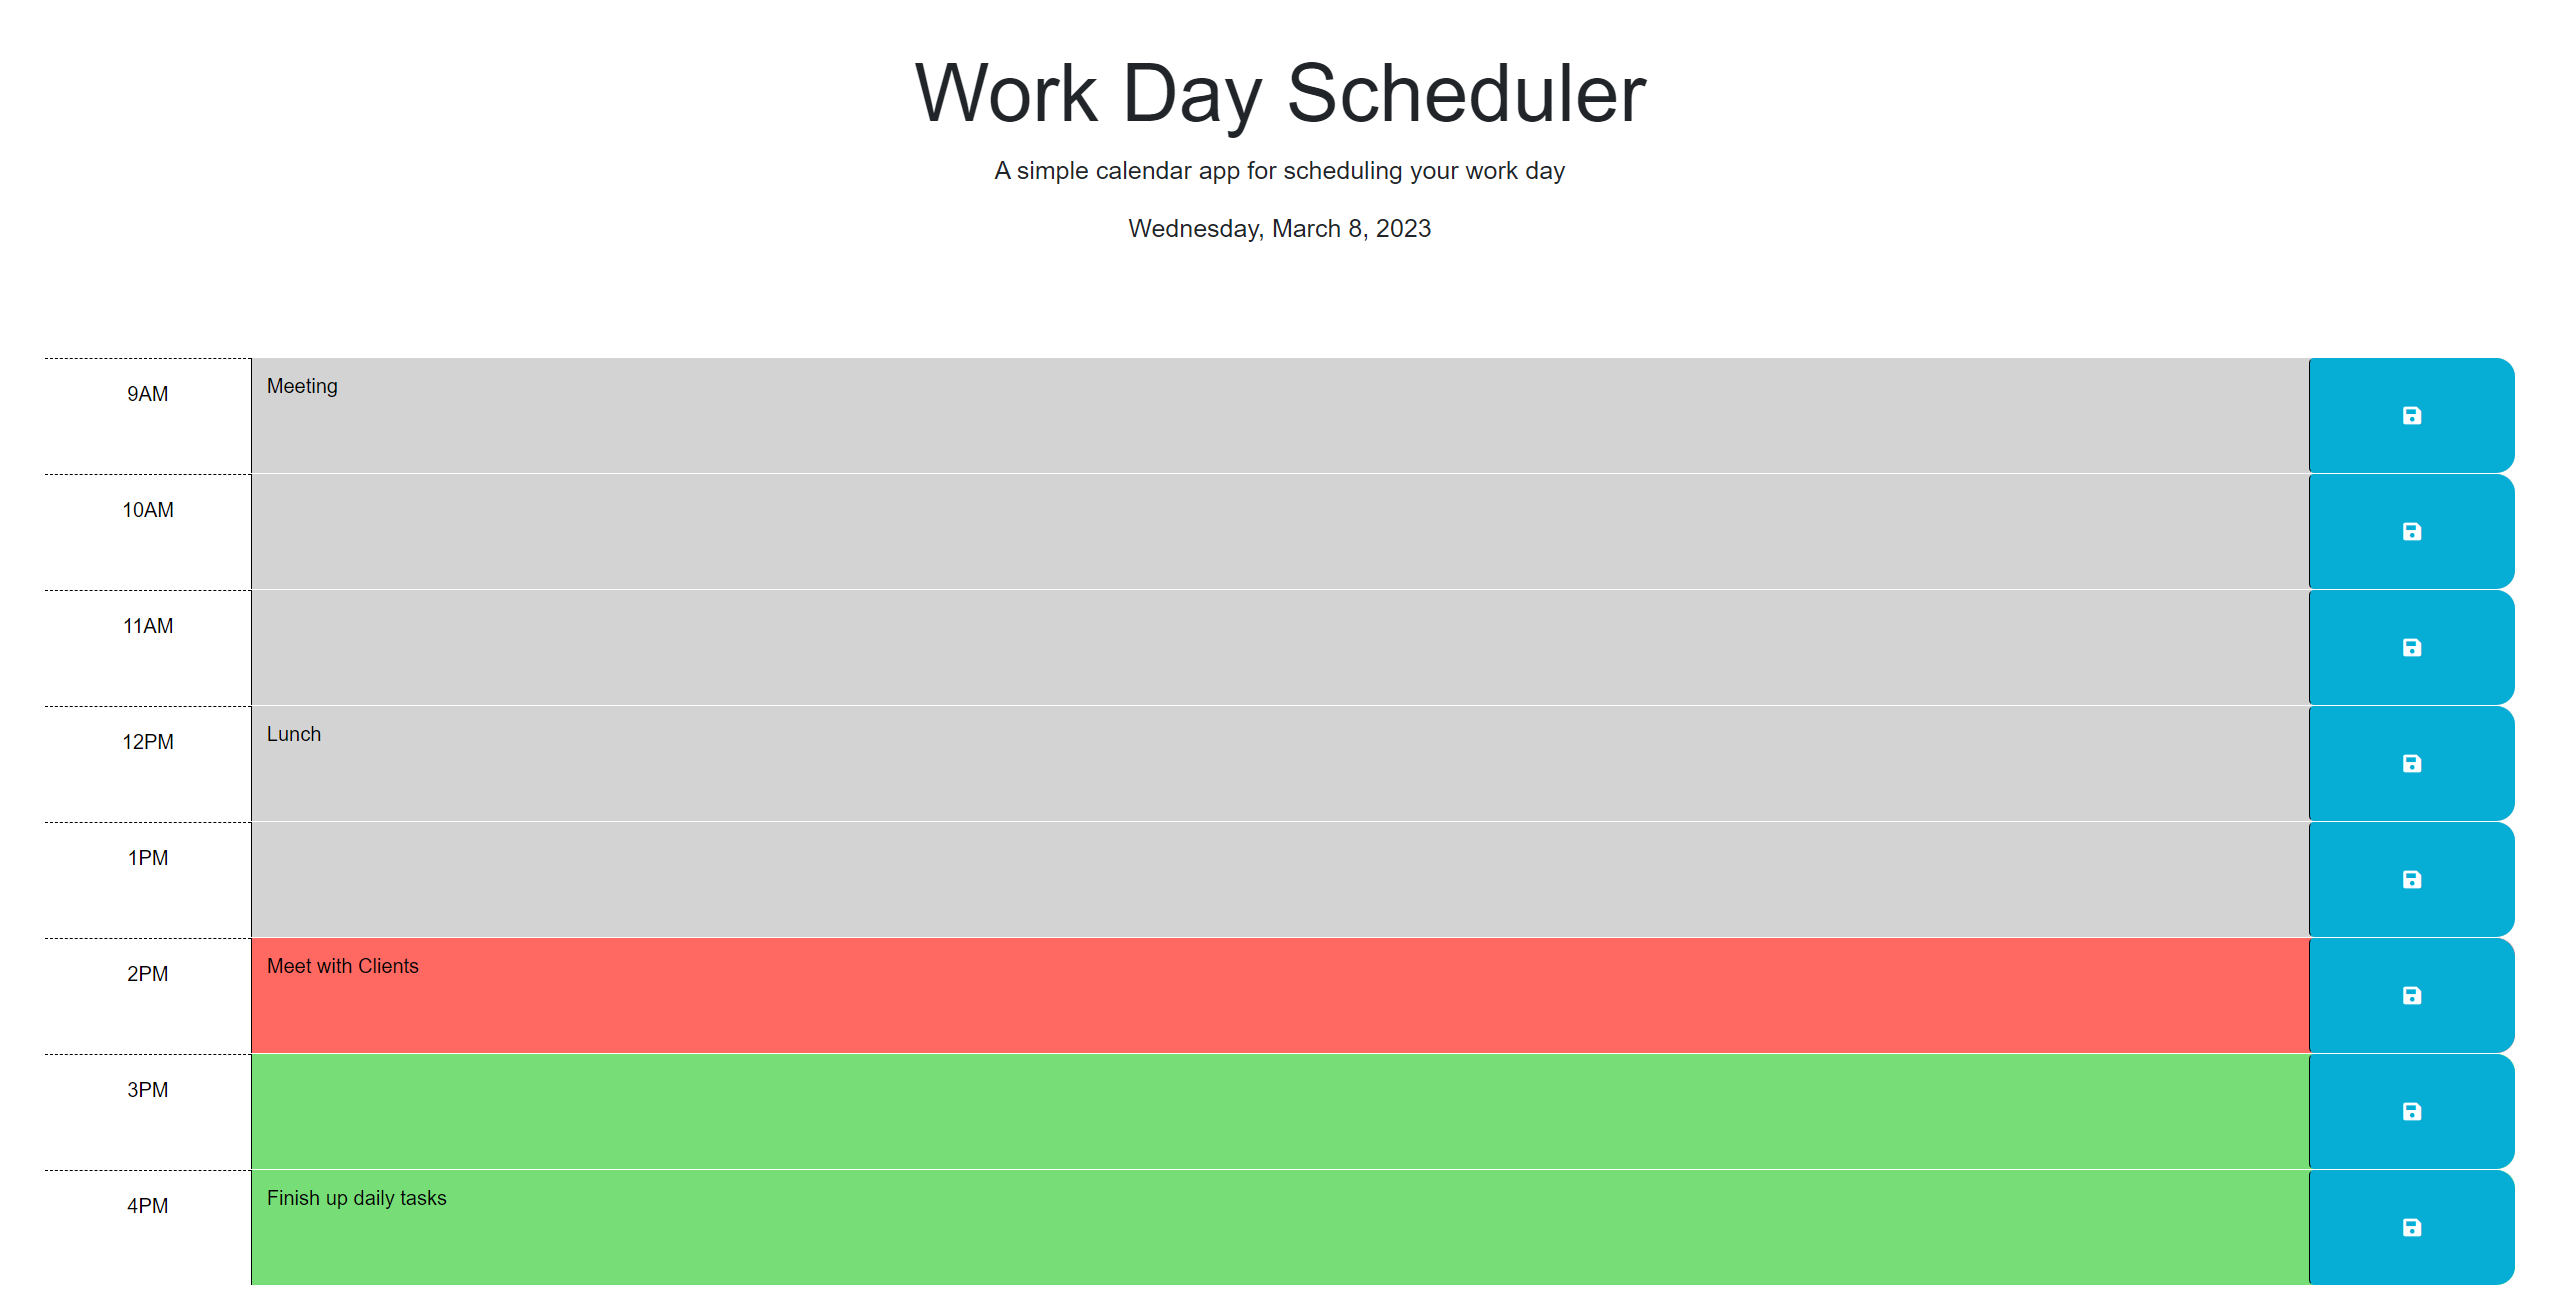 Work Day Scheduler
A simple calendar app for scheduling your work day
Wednesday, March 8, 2023
9AM
Meeting
10AM
11AM
12PM
Lunch
1PM
2PM
Meet with Clients
3PM
4PM
Finish up daily tasks